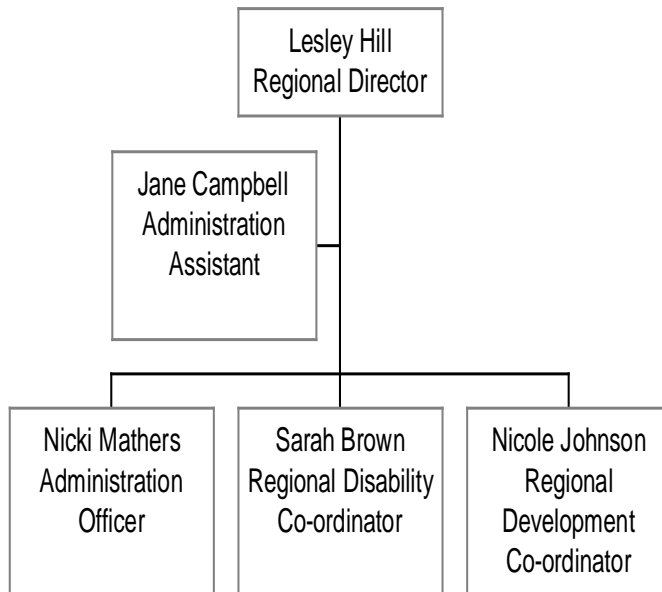 Lesley Hill
Regional Director
Jane Campbell
Administration
Assistant
Nicki Mathers
Administration
Officer
Sarah Brown
Regional Disability
Co-ordinator
Nicole Johnson
Regional
Development
Co-ordinator